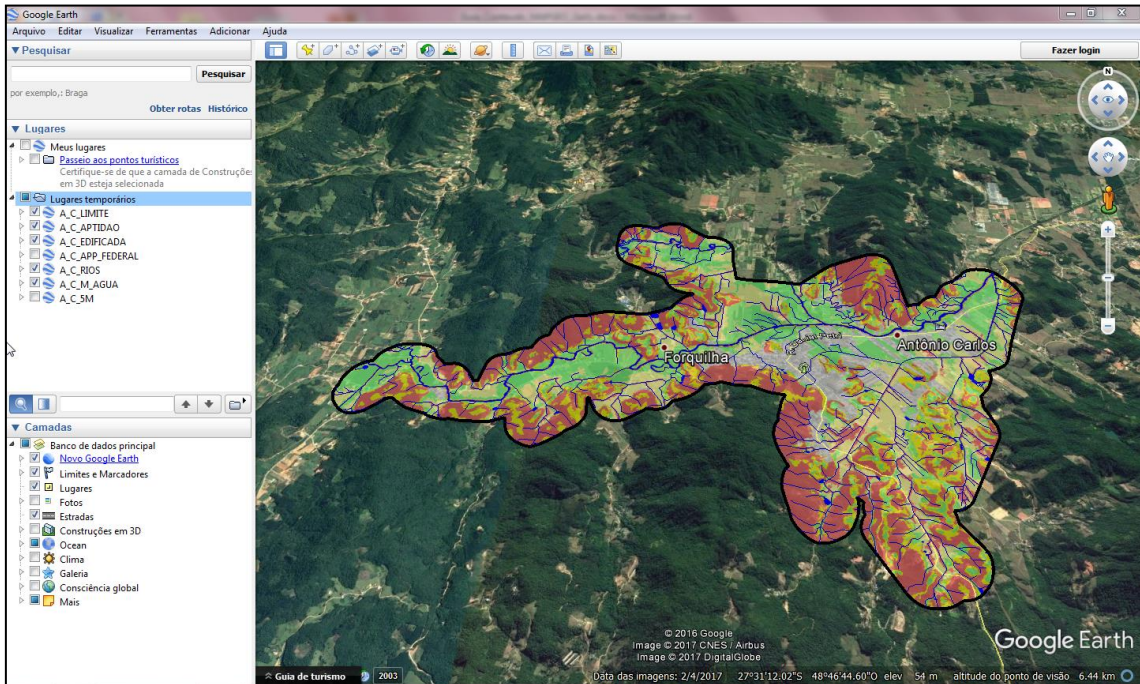 Google Earth
Arquivo Editar Visualizar Ferramentas Adicionar Ajuda
Pesquisar
Fazer login
Pesquisar
por exemplo,: Braga
Obter rotas Histórico
Lugares
Meus lugares
Passeio aos pontos turísticos
Certifique-se de que a camada de Construçõe
em 3D esteja selecionada
Lugares temporários
A_C_LIMITE
A_C_APTIDAO
A_C_EDIFICADA
A_C_APP_FEDERAL
A_C_RIOS
A_C_M_AGUA
A_C_5M
Camadas
Banco de dados principal
Novo Google Earth
Limites e Marcadores
Lugares
Fotos
Estradas
Construções em 3D
Ocean
Clima
Galeria
Consciência global
Mais
N
Antônio Carlos
Forquilha
© 2016 Google
Image © 2017 CNES / Airbus
Image © 2017 DigitalGlobe
Google Earth
Guia de turismo
2003
Data das imagens: 2/4/2017 27°31'12.02"S 48°46'44.60"O elev 54 m altitude do ponto de visão 6.44 km